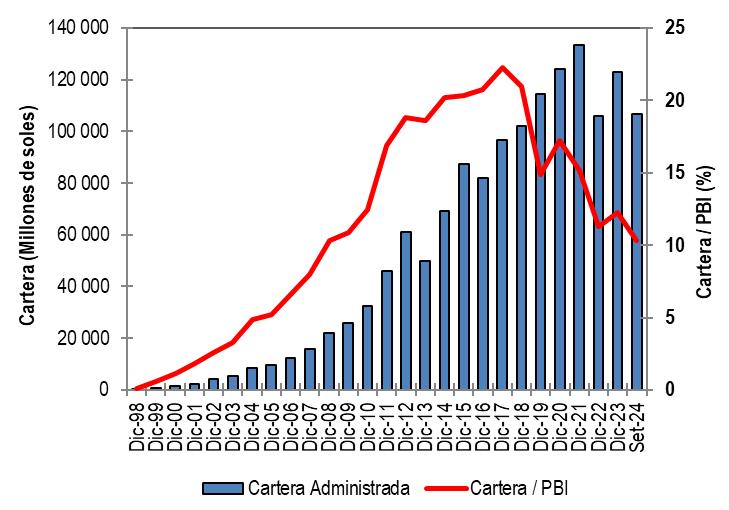 Cartera (Millones de soles)
140 000
120 000
100 000
80 000
60 000
40 000
20 000
0
25
20
15
10
5
0
Cartera / PBI (%)
Dic-98
Dic-99
Dic-00
Dic-01
Dic-02
Dic-03
Dic-04
Dic-05
Dic-06
Dic-07
Dic-08
Dic-09
Dic-10
Dic-11
Dic-12
Dic-13
Dic-14
Dic-15
Dic-16
Dic-17
Dic-18
Dic-19
Dic-20
Dic-21
Dic-22
Dic-23
Set-24
Cartera Administrada
Cartera / PBI